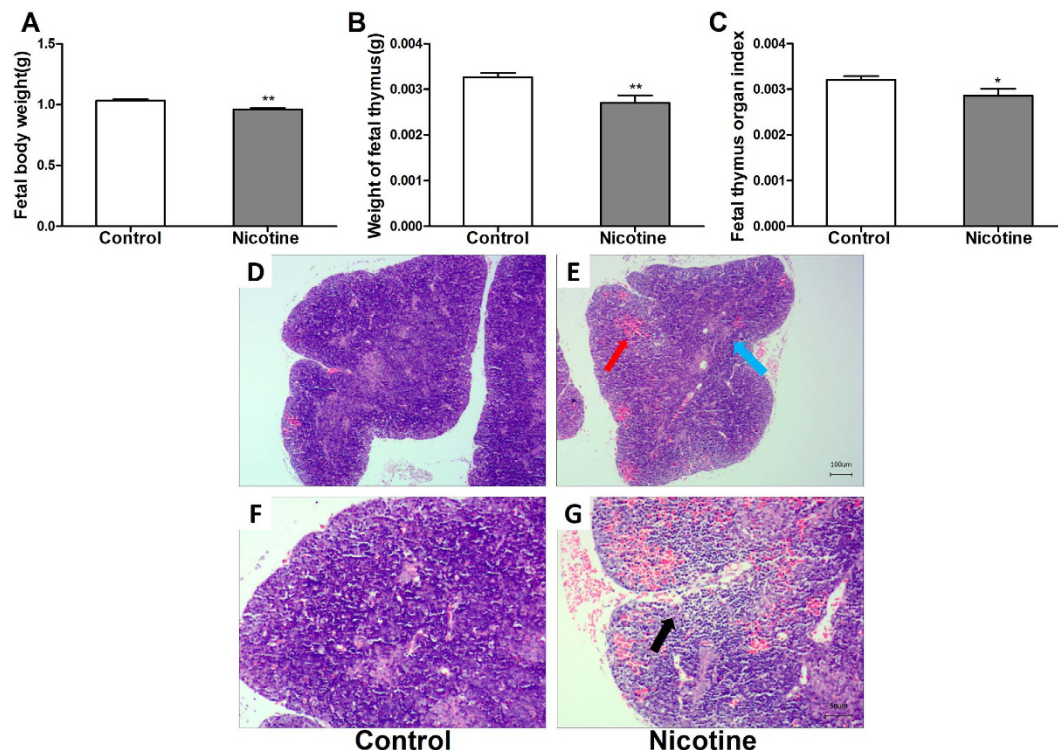 A
Fetal body weight(g)
1.5
1.0
0.5
0.0
**
Control
Nicotine
B
Weight of fetal thymus(g)
0.004
0.003
0.002
0.001
0.000
**
Control
Nicotine
C
Fetal thymus organ index
0.004
0.003
0.002
0.001
0.000
*
Control
Nicotine
D
E
100um
F
G
50um
Control
Nicotine